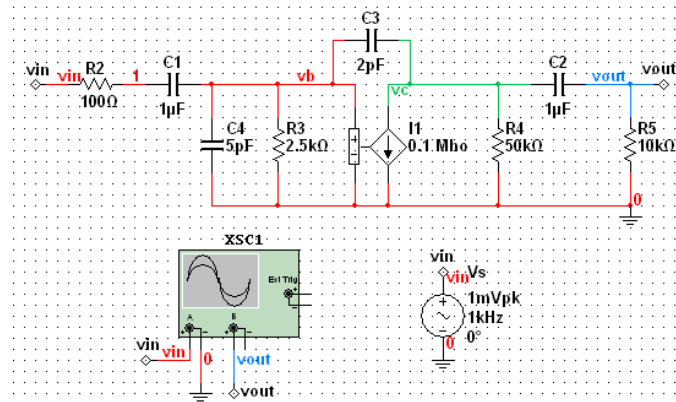 C3
2pF
vin
vin
R2
100Ω
1
C1
1µF
vb
vc
C2
1µF
vout
vout
C4
5pF
R3
2.5kΩ
I1
0.1 Mho
R4
50kΩ
R5
10kΩ
0
XSC1
Ext Trig
A
B
vin
vin
0
vout
vout
vin
vin
Vs
1mVpk
1kHz
0°
0